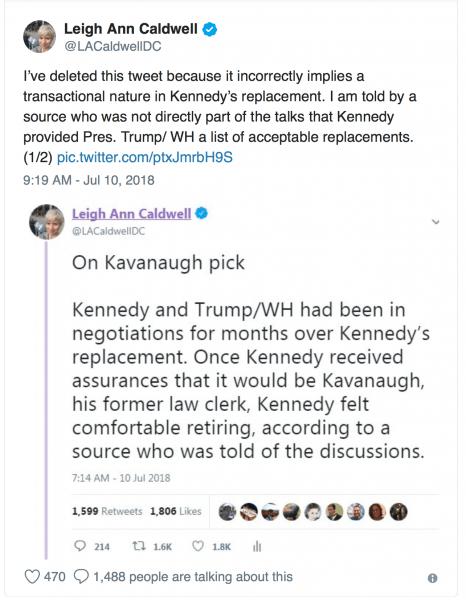 Leigh Ann Caldwell
@LACaldwellDC
I've deleted this tweet because it incorrectly implies a
transactional nature in Kennedy's replacement. I am told by a
source who was not directly part of the talks that Kennedy
provided Pres. Trump/ WH a list of acceptable replacements.
(1/2) pic.twitter.com/ptxJmrbH9S
9:19 AM - Jul 10, 2018
Leigh Ann Caldwell
@LACaldwellDC
On Kavanaugh pick
Kennedy and Trump/WH had been in
negotiations for months over Kennedy's
replacement. Once Kennedy received
assurances that it would be Kavanaugh,
his former law clerk, Kennedy felt
comfortable retiring, according to a
source who was told of the discussions.
7:14 AM - 10 Jul 2018
1,599 Retweets 1,806 Likes
214 1.6K 1.8K
470 1,488 people are talking about this